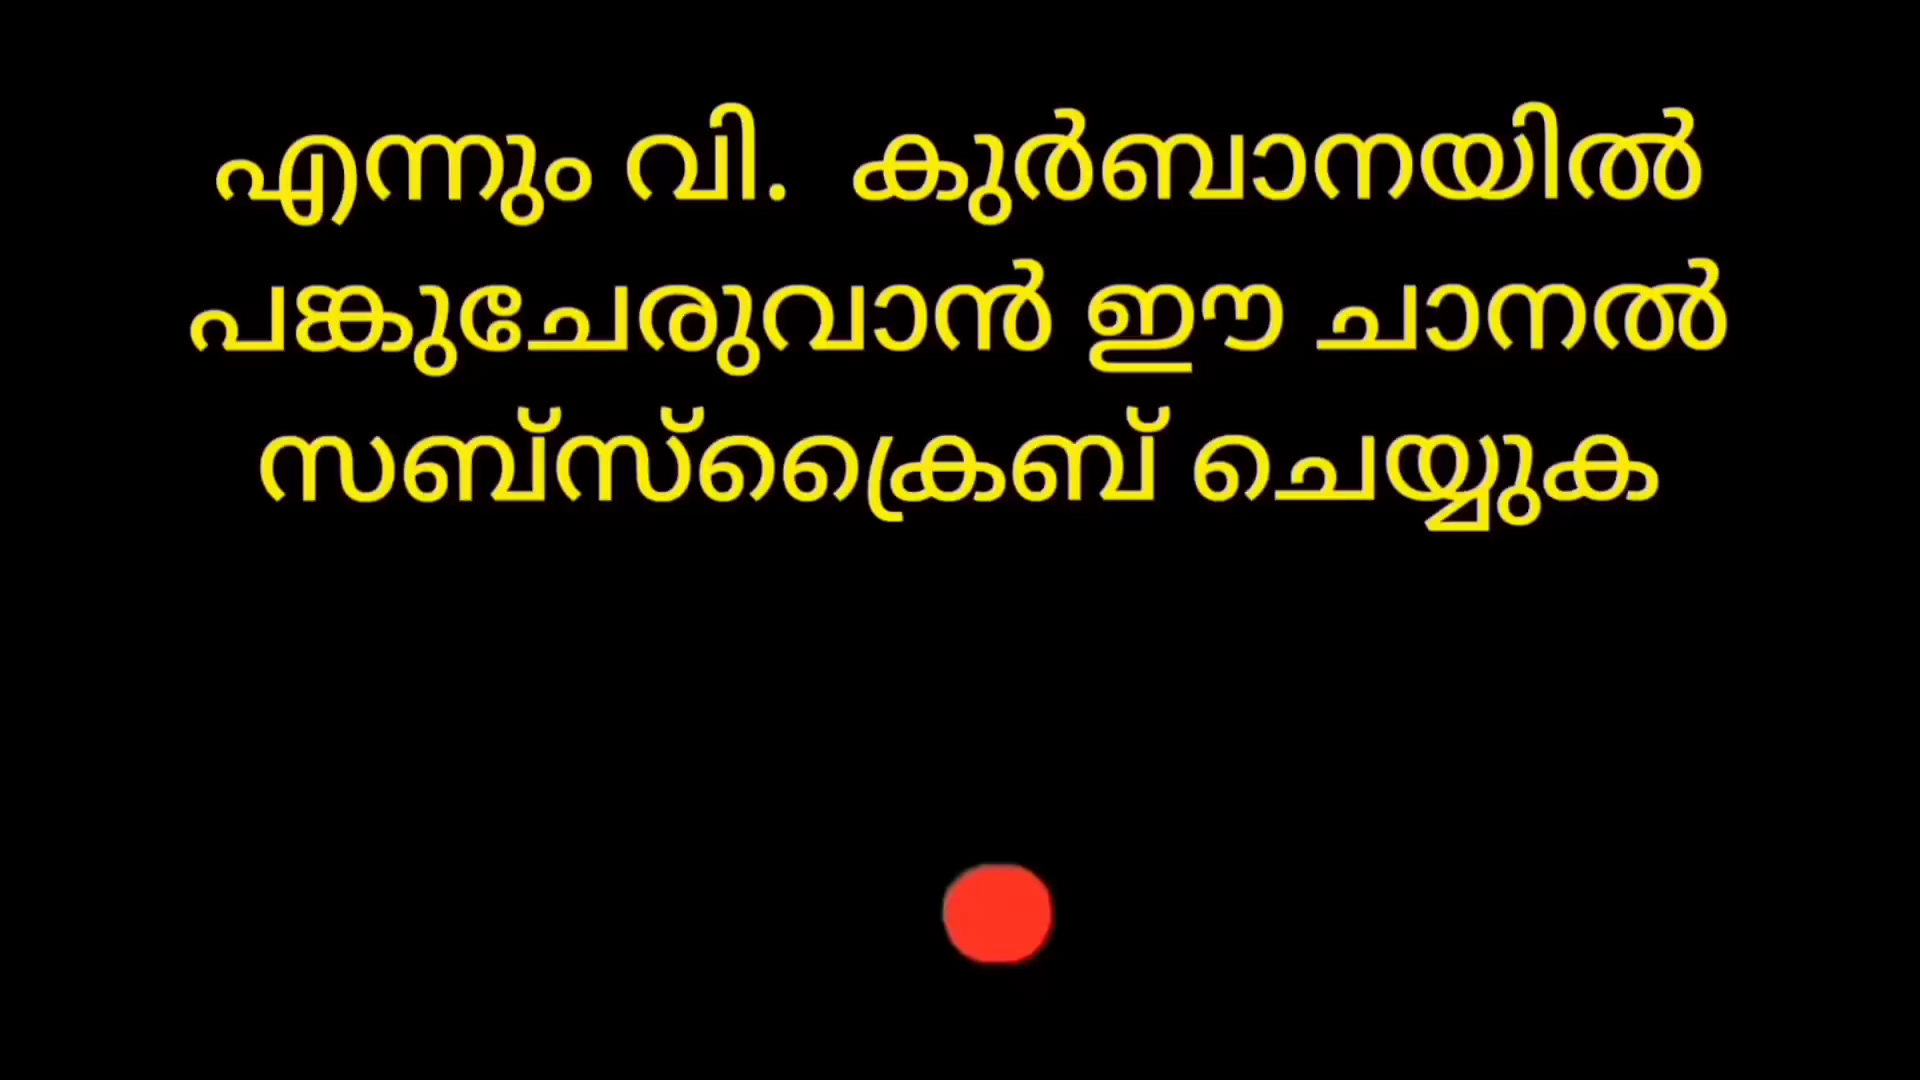 എന്നും വി. കുർബാനയിൽ
പങ്കുചേരുവാൻ ഈ ചാനൽ
സബ്സ്ക്രൈബ് ചെയ്യുക